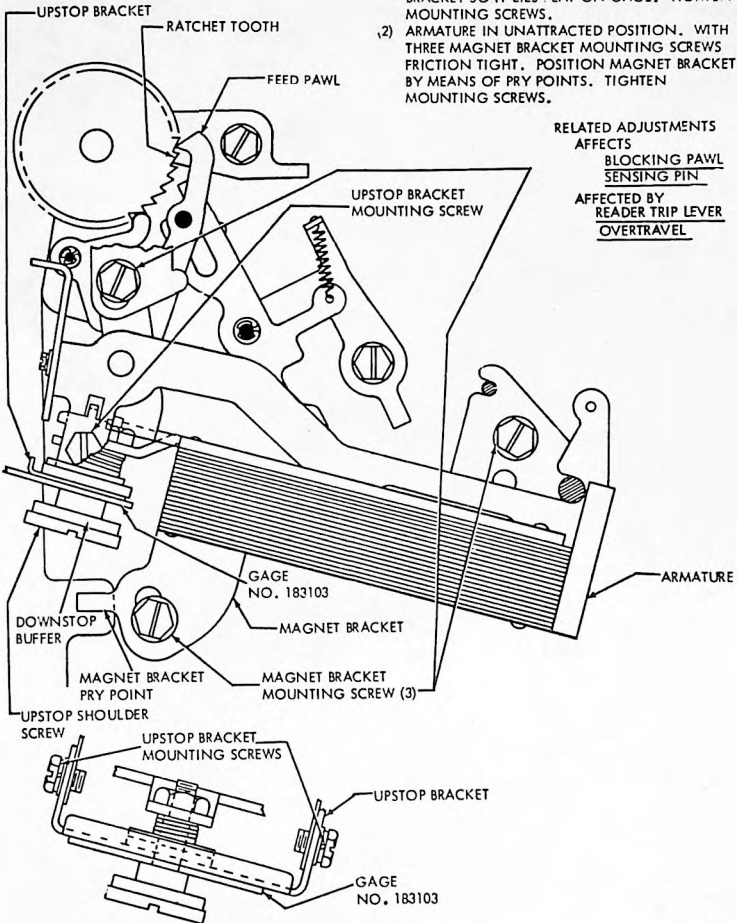 BRACKET SO IT LIES FLAT ON GAGE. TIGHTEN
MOUNTING SCREWS.
(2) ARMATURE IN UNATTRACTED POSITION. WITH
THREE MAGNET BRACKET MOUNTING SCREWS
FRICTION TIGHT. POSITION MAGNET BRACKET
BY MEANS OF PRY POINTS. TIGHTEN
MOUNTING SCREWS.
RELATED ADJUSTMENTS
AFFECTS
BLOCKING PAWL
SENSING PIN
AFFECTED BY
READER TRIP LEVER
OVERTRAVEL
UPSTOP BRACKET
RATCHET TOOTH
FEED PAWL
UPSTOP BRACKET
MOUNTING SCREW
ARMATURE
GAGE
NO. 183103
MAGNET BRACKET
DOWNSTOP
BUFFER
MAGNET BRACKET
PRY POINT
MAGNET BRACKET
MOUNTING SCREW (3)
UPSTOP SHOULDER
SCREW
UPSTOP BRACKET
MOUNTING SCREWS
UPSTOP BRACKET
GAGE
NO. 183103